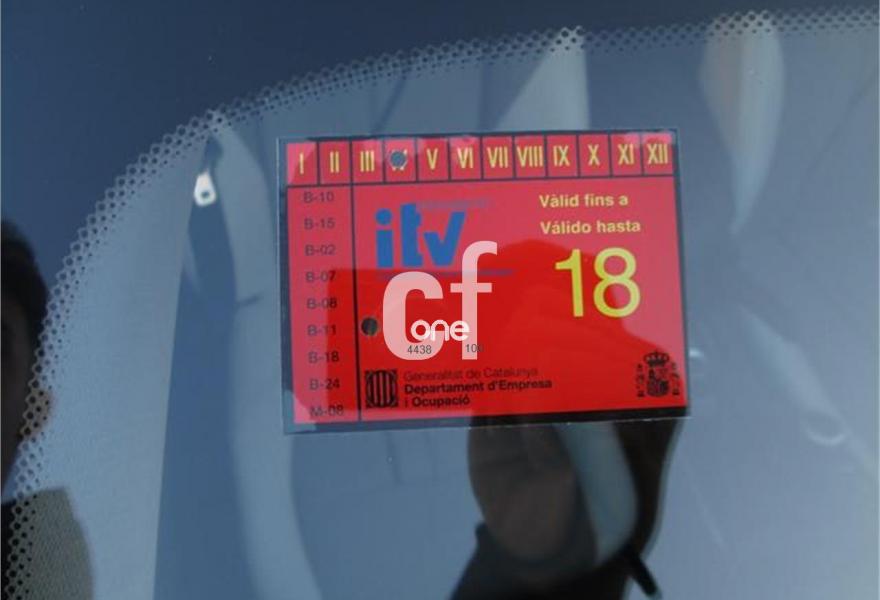 I II III V VI VII VIII IX X XI XII
B-10
B-15
B-02
B-07
B-08
B-11
B-18
B-24
M-08
itv
Vàlid fins a
Válido hasta
18
cf
one
4438
Generalitat de Catalunya
Departament d'Empresa
i Ocupació